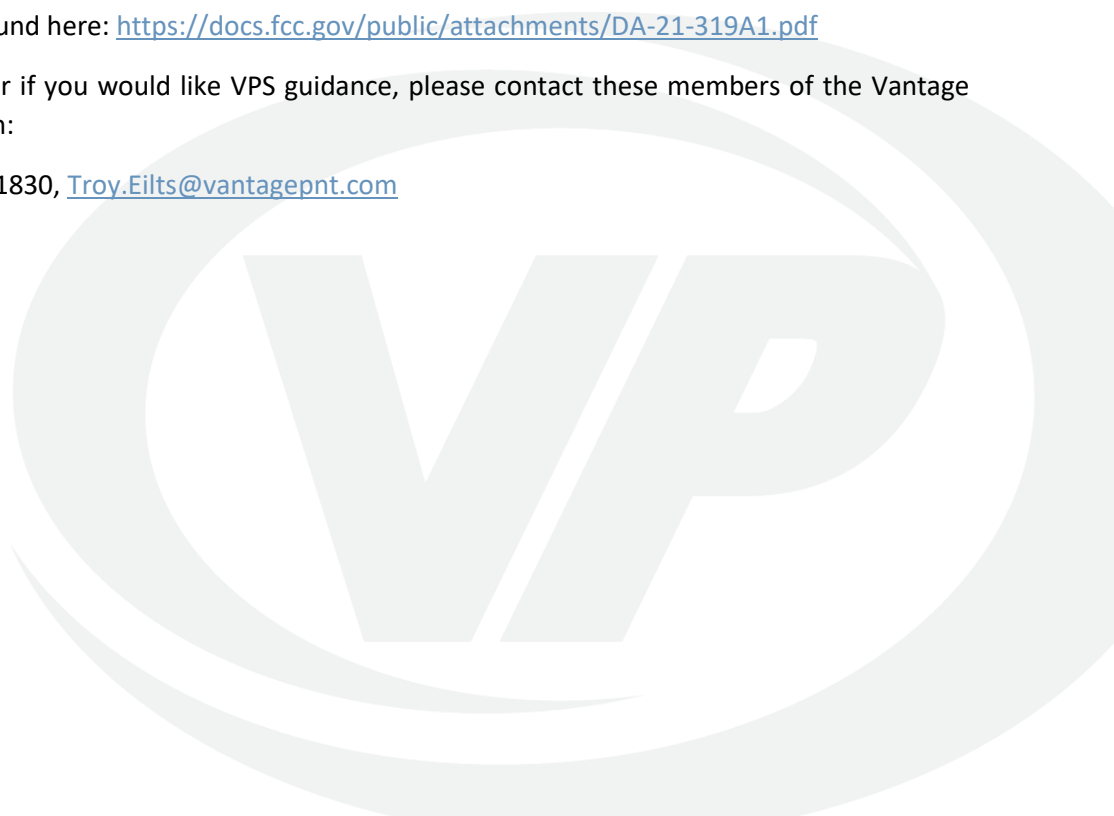 und here: https://docs.fcc.gov/public/attachments/DA-21-319A1.pdf
r if you would like VPS guidance, please contact these members of the Vantage
n:
1830, Troy.Eilts@vantagepnt.com
VP